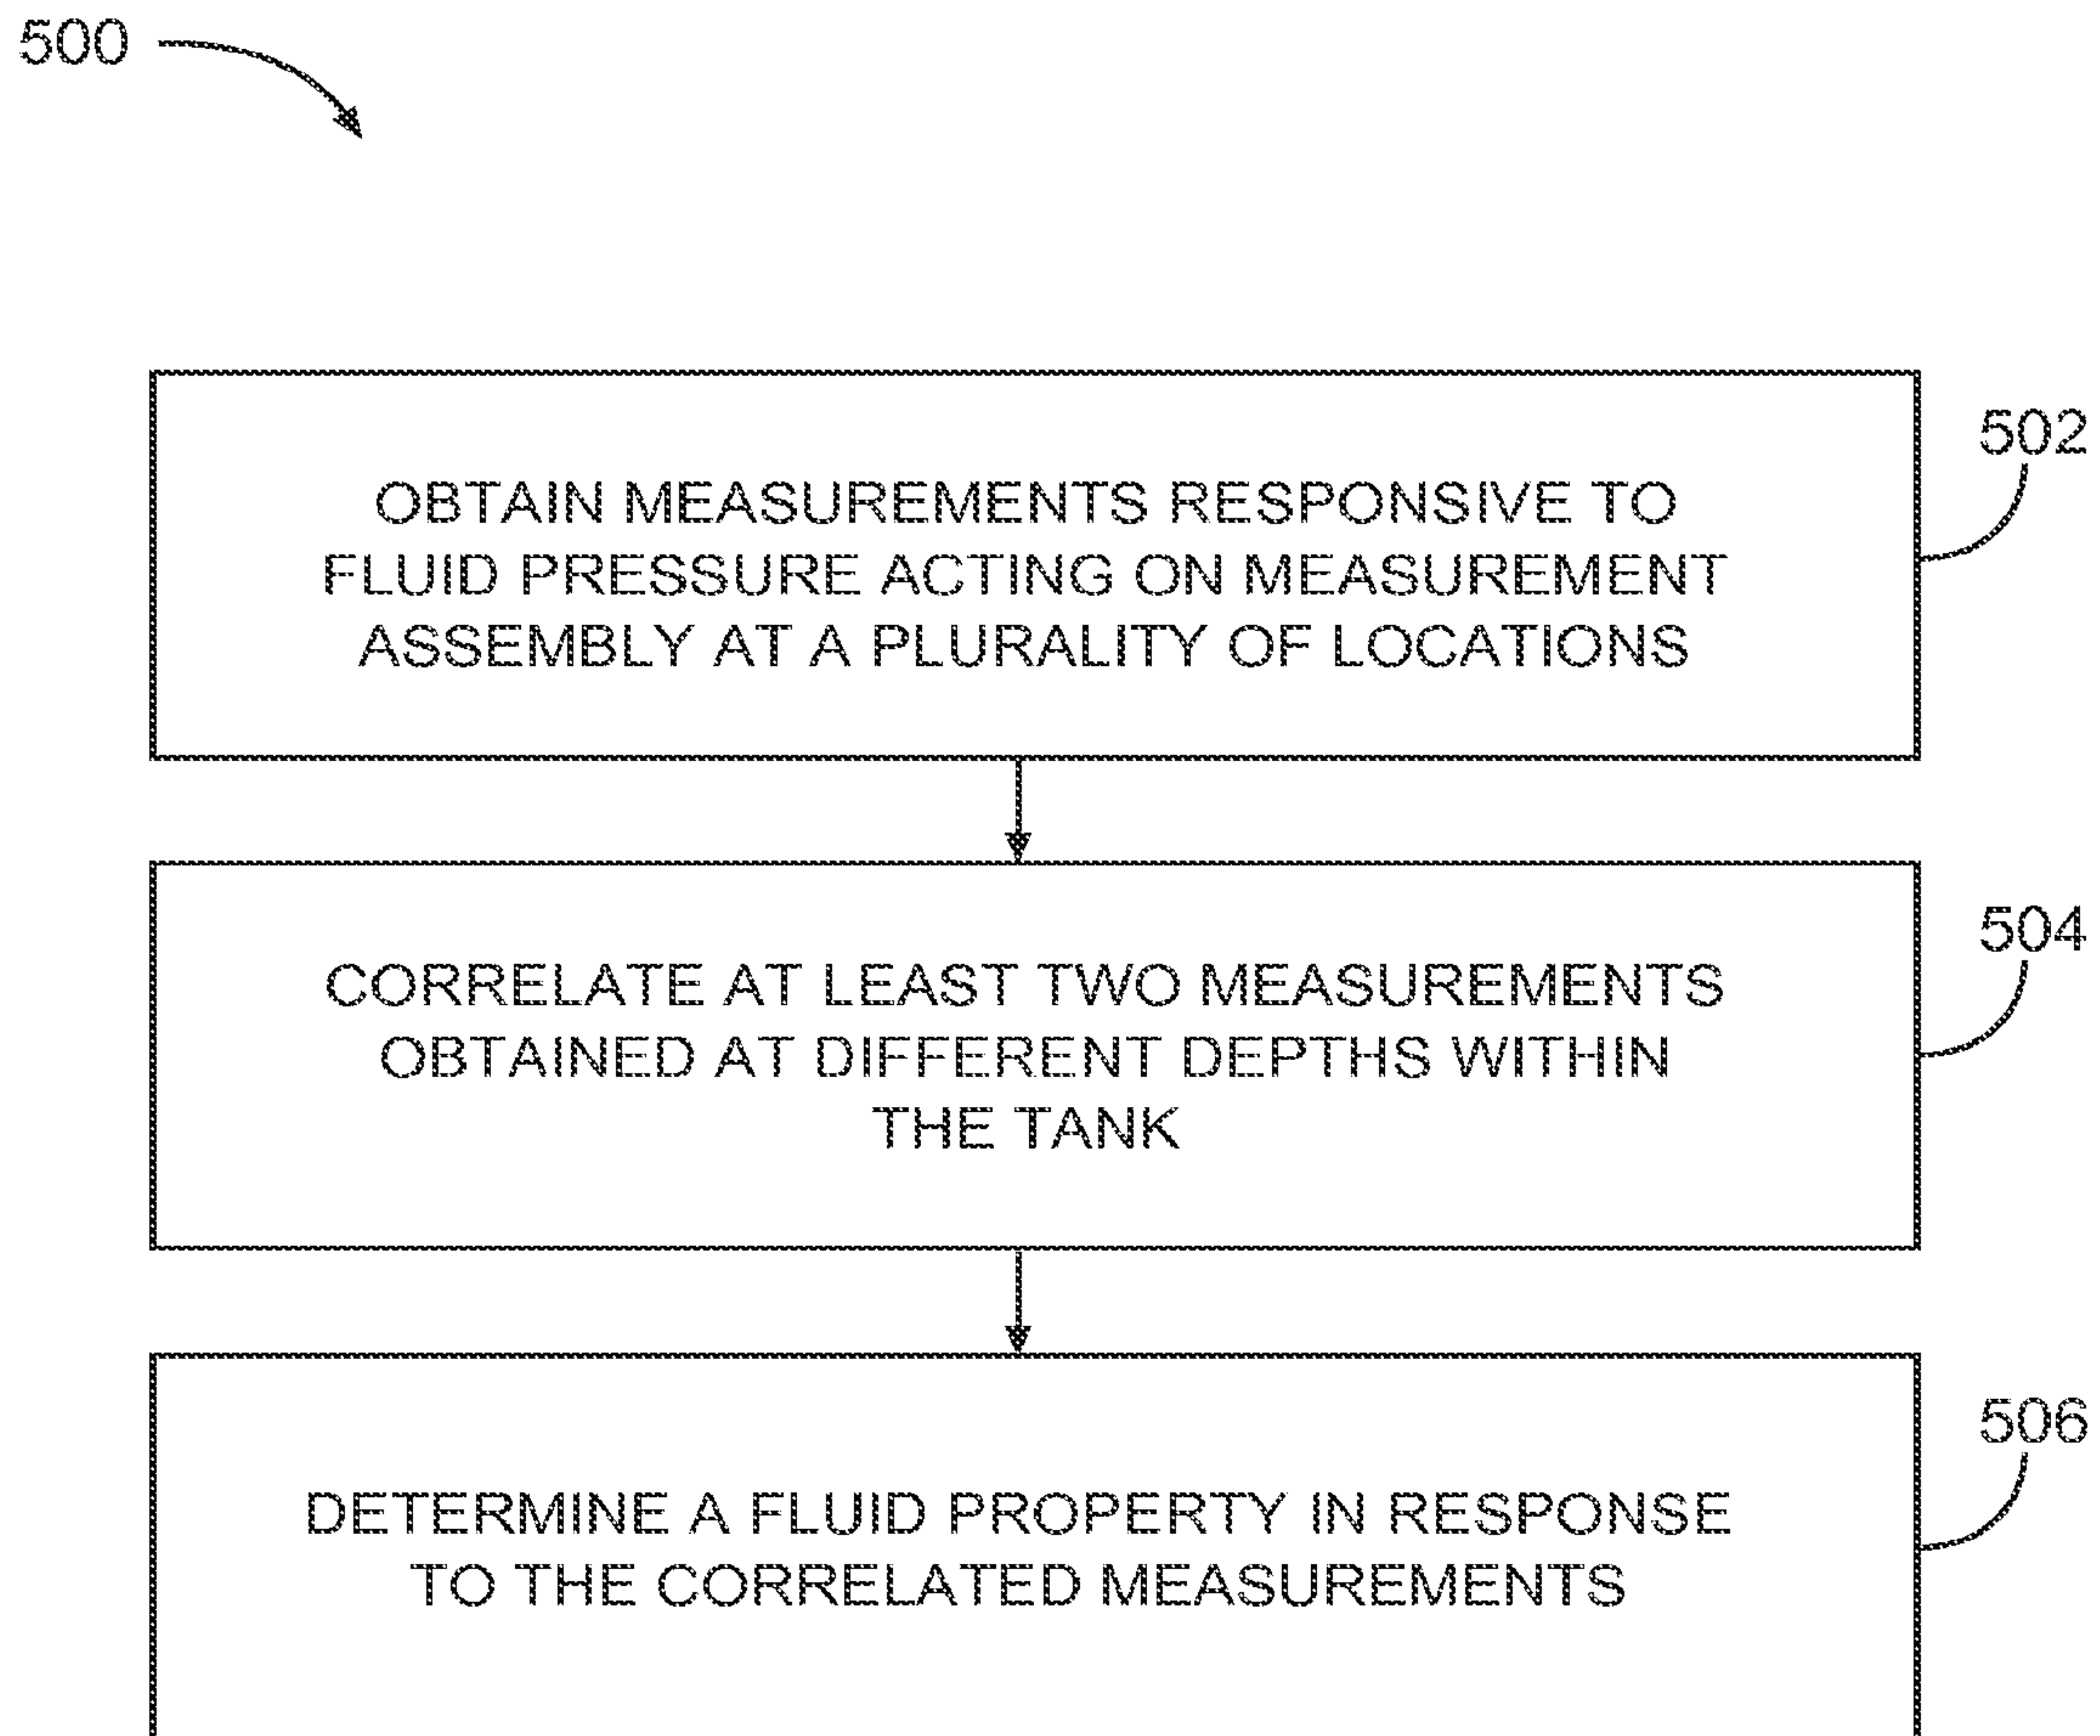 500
502
OBTAIN MEASUREMENTS RESPONSIVE TO
FLUID PRESSURE ACTING ON MEASUREMENT
ASSEMBLY AT A PLURALITY OF LOCATIONS
504
CORRELATE AT LEAST TWO MEASUREMENTS
OBTAINED AT DIFFERENT DEPTHS WITHIN
THE TANK
506
DETERMINE A FLUID PROPERTY IN RESPONSE
TO THE CORRELATED MEASUREMENTS